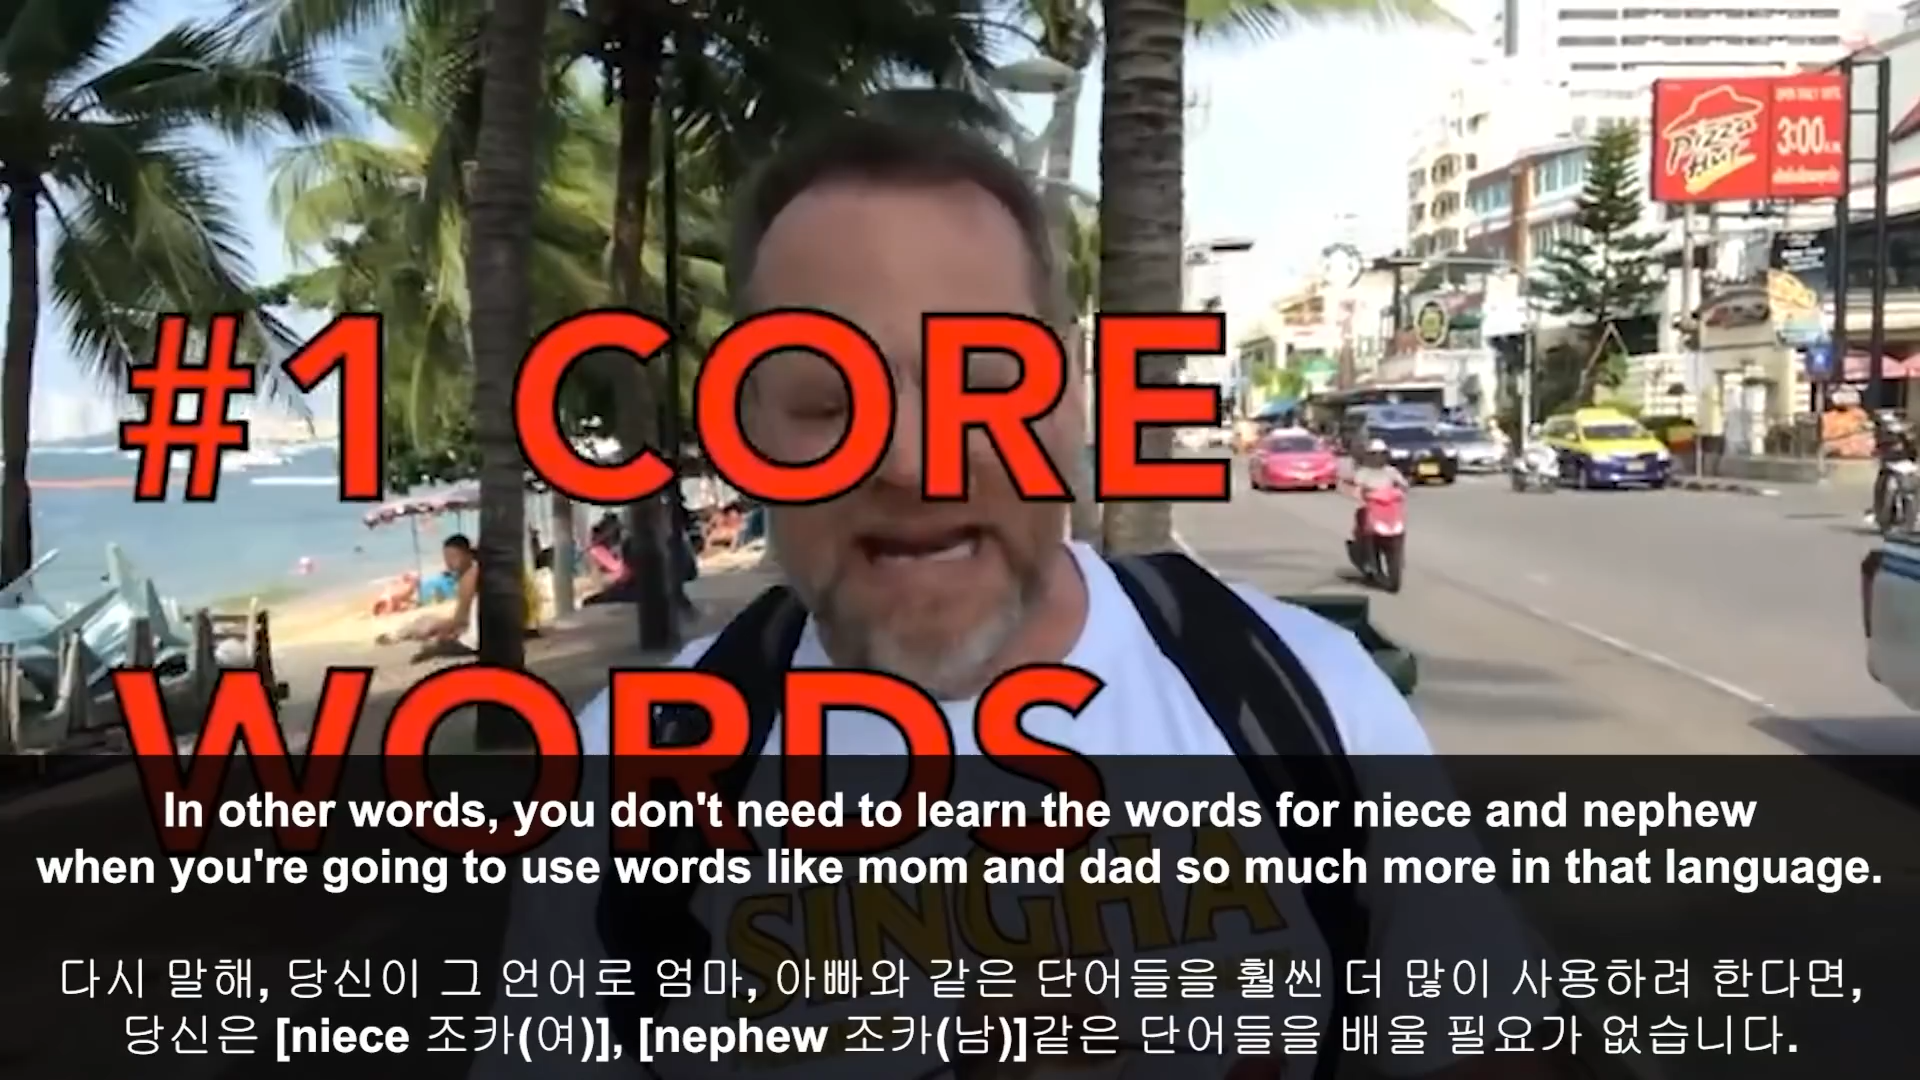 Pizza
Hut
3:00
#1 CORE
WORDS
In other words, you don't need to learn the words for niece and nephew
when you're going to use words like mom and dad so much more in that language.
SINGHA
다시 말해, 당신이 그 언어로 엄마, 아빠와 같은 단어들을 훨씬 더 많이 사용하려 한다면,
당신은 [niece 조카(여)], [nephew 조카(남)]같은 단어들을 배울 필요가 없습니다.